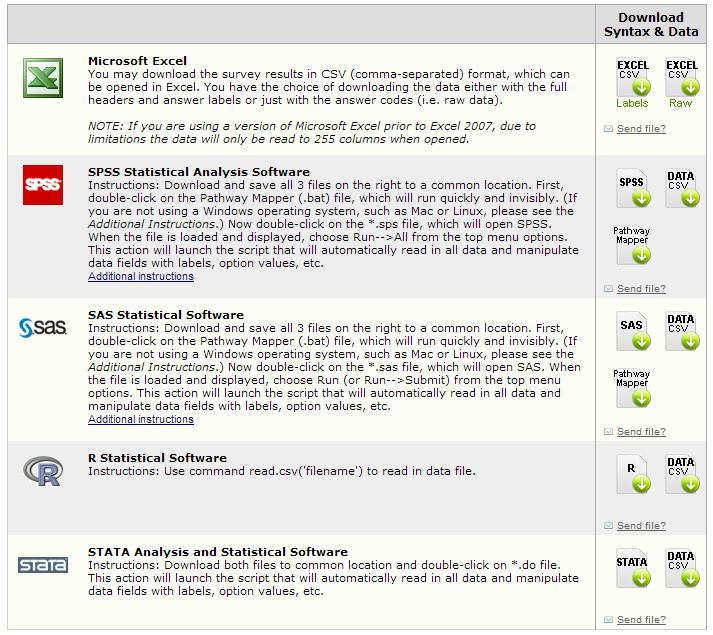 Download
Syntax & Data
Microsoft Excel
You may download the survey results in CSV (comma-separated) format, which can
be opened in Excel. You have the choice of downloading the data either with the full
headers and answer labels or just with the answer codes (i.e. raw data).
NOTE: If you are using a version of Microsoft Excel prior to Excel 2007, due to
limitations the data will only be read to 255 columns when opened.
EXCEL EXCEL
CSV CSV
Labels Raw
Send file?
SPSS
SPSS Statistical Analysis Software
Instructions: Download and save all 3 files on the right to a common location. First,
double-click on the Pathway Mapper (.bat) file, which will run quickly and invisibly. (If
you are not using a Windows operating system, such as Mac or Linux, please see the
Additional Instructions.) Now double-click on the *.sps file, which will open SPSS.
When the file is loaded and displayed, choose Run-->All from the top menu options.
This action will launch the script that will automatically read in all data and manipulate
data fields with labels, option values, etc.
Additional instructions
SPSS DATA
CSV
Pathway
Mapper
Send file?
sas
SAS Statistical Software
Instructions: Download and save all 3 files on the right to a common location. First,
double-click on the Pathway Mapper (.bat) file, which will run quickly and invisibly. (If
you are not using a Windows operating system, such as Mac or Linux, please see the
Additional Instructions.) Now double-click on the *.sas file, which will open SAS. When
the file is loaded and displayed, choose Run (or Run-->Submit) from the top menu
options. This action will launch the script that will automatically read in all data and
manipulate data fields with labels, option values, etc.
Additional instructions
SAS DATA
CSV
Pathway
Mapper
Send file?
R
R Statistical Software
Instructions: Use command read.csv('filename') to read in data file.
R DATA
CSV
Send file?
STATA
STATA Analysis and Statistical Software
Instructions: Download both files to common location and double-click on *.do file.
This action will launch the script that will automatically read in all data and manipulate
data fields with labels, option values, etc.
STATA DATA
CSV
Send file?